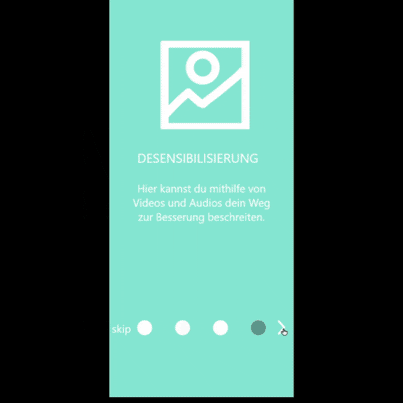 DESENSIBILISIERUNG
Hier kannst du mithilfe von
Videos und Audios dein Weg
zur Besserung beschreiten.
skip